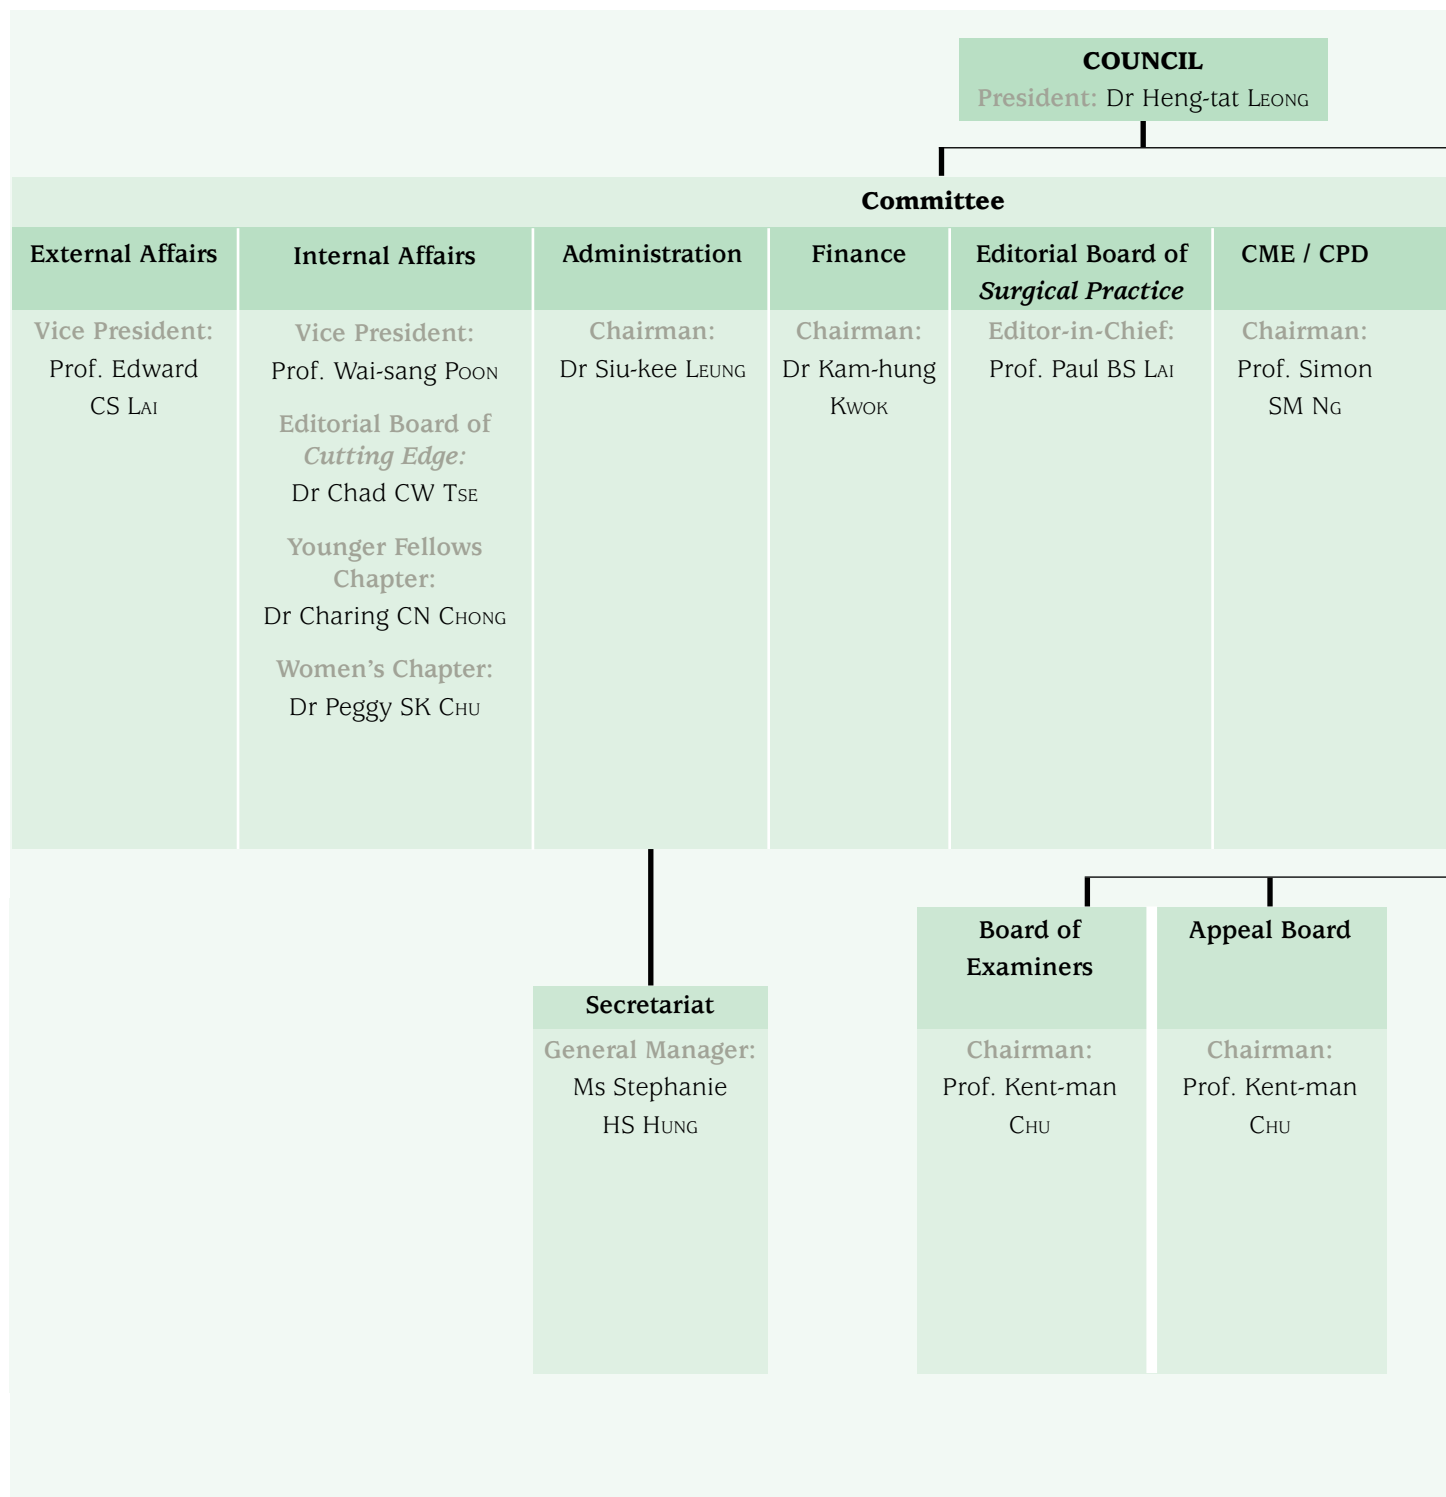 COUNCIL
President: Dr Heng-tat LEONG
Committee
External Affairs
Vice President:
Prof. Edward
CS LAI
Internal Affairs
Vice President:
Prof. Wai-sang POON
Editorial Board of
Cutting Edge:
Dr Chad CW TSE
Younger Fellows
Chapter:
Dr Charing CN CHONG
Women’s Chapter:
Dr Peggy SK CHU
Administration
Chairman:
Dr Siu-kee LEUNG
Finance
Chairman:
Dr Kam-hung
KWOK
Editorial Board of
Surgical Practice
Editor-in-Chief:
Prof. Paul BS LAI
CME / CPD
Chairman:
Prof. Simon
SM NG
Secretariat
General Manager:
Ms Stephanie
HS HUNG
Board of
Examiners
Chairman:
Prof. Kent-man
CHU
Appeal Board
Chairman:
Prof. Kent-man
CHU